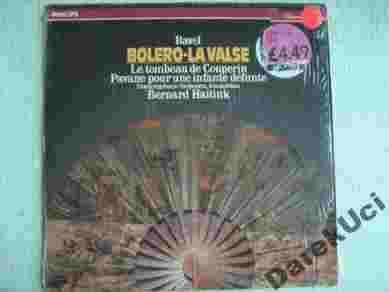 PHILIPS
£4.49
Ravel
BOLERO·LA VALSE
Le tombeau de Couperin
Pavane pour une infante défunte
Concertgebouw Orchestra, Amsterdam
Bernard Haitink
DarekUci